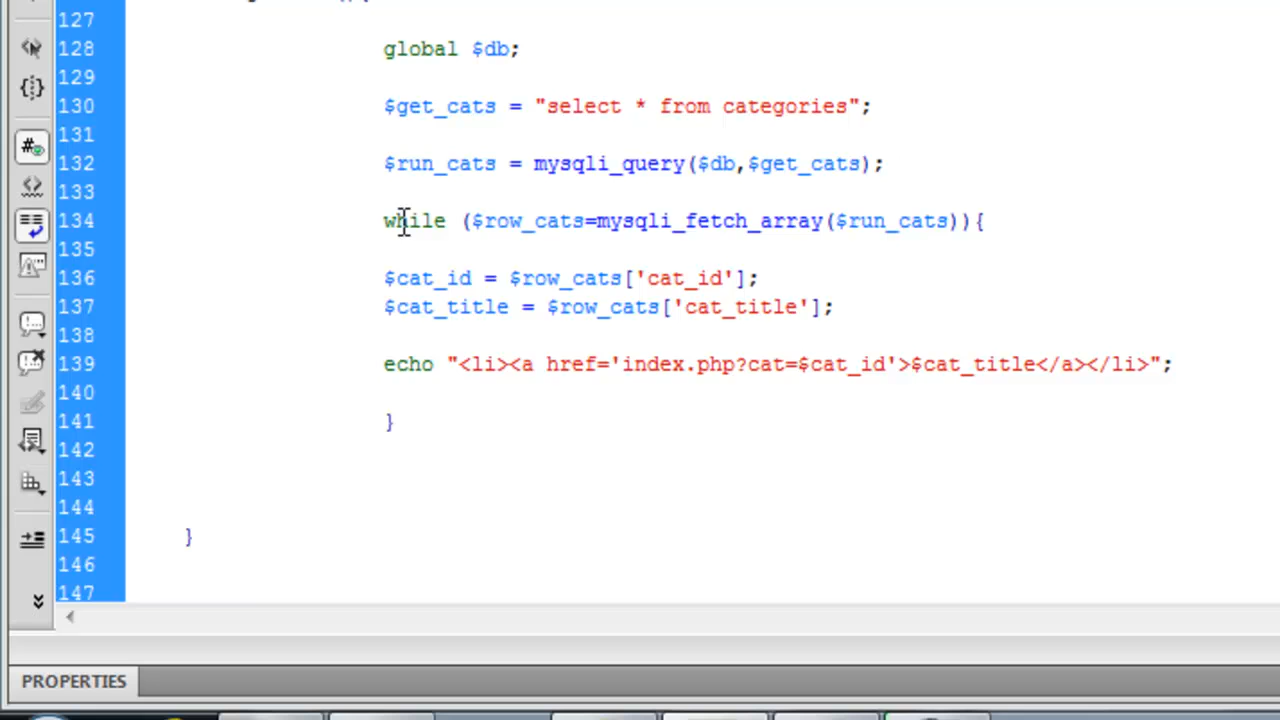 127
128 global $db;
129
130 $get_cats = "select * from categories";
131
132 $run_cats = mysqli_query($db,$get_cats);
133
134 while ($row_cats=mysqli_fetch_array($run_cats)){
135
136 $cat_id = $row_cats['cat_id'];
137 $cat_title = $row_cats['cat_title'];
138
139 echo "<li><a href='index.php?cat=$cat_id'>$cat_title</a></li>";
140
141 }
142
143
144
145 }
146
147
PROPERTIES